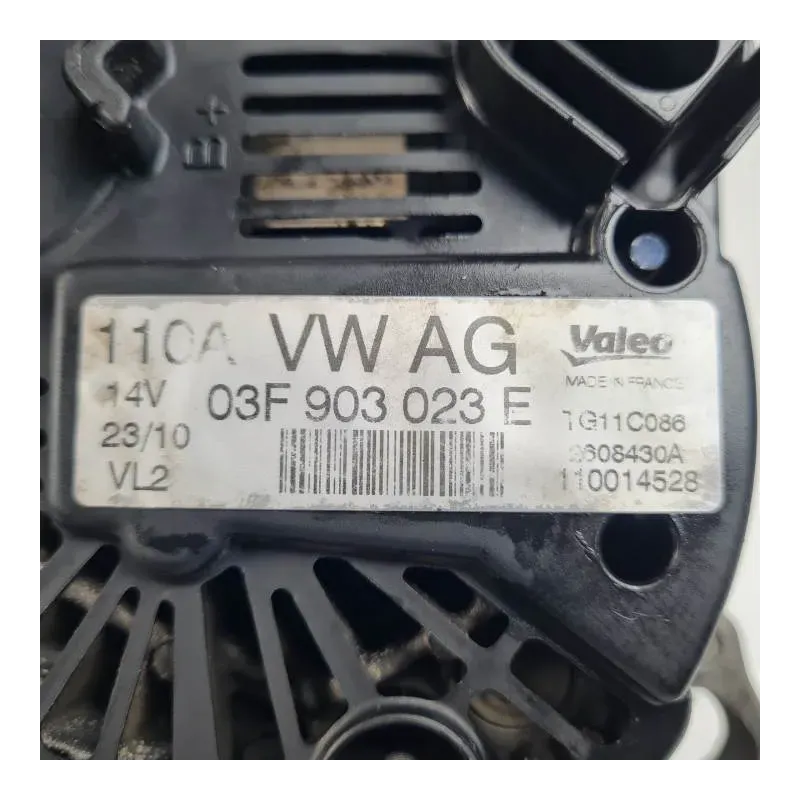 B+
110A VW AG Valeo
MADE IN FRANCE
14V 03F 903 023 E
TG11C086
23/10
2608430A
VL2
110014528